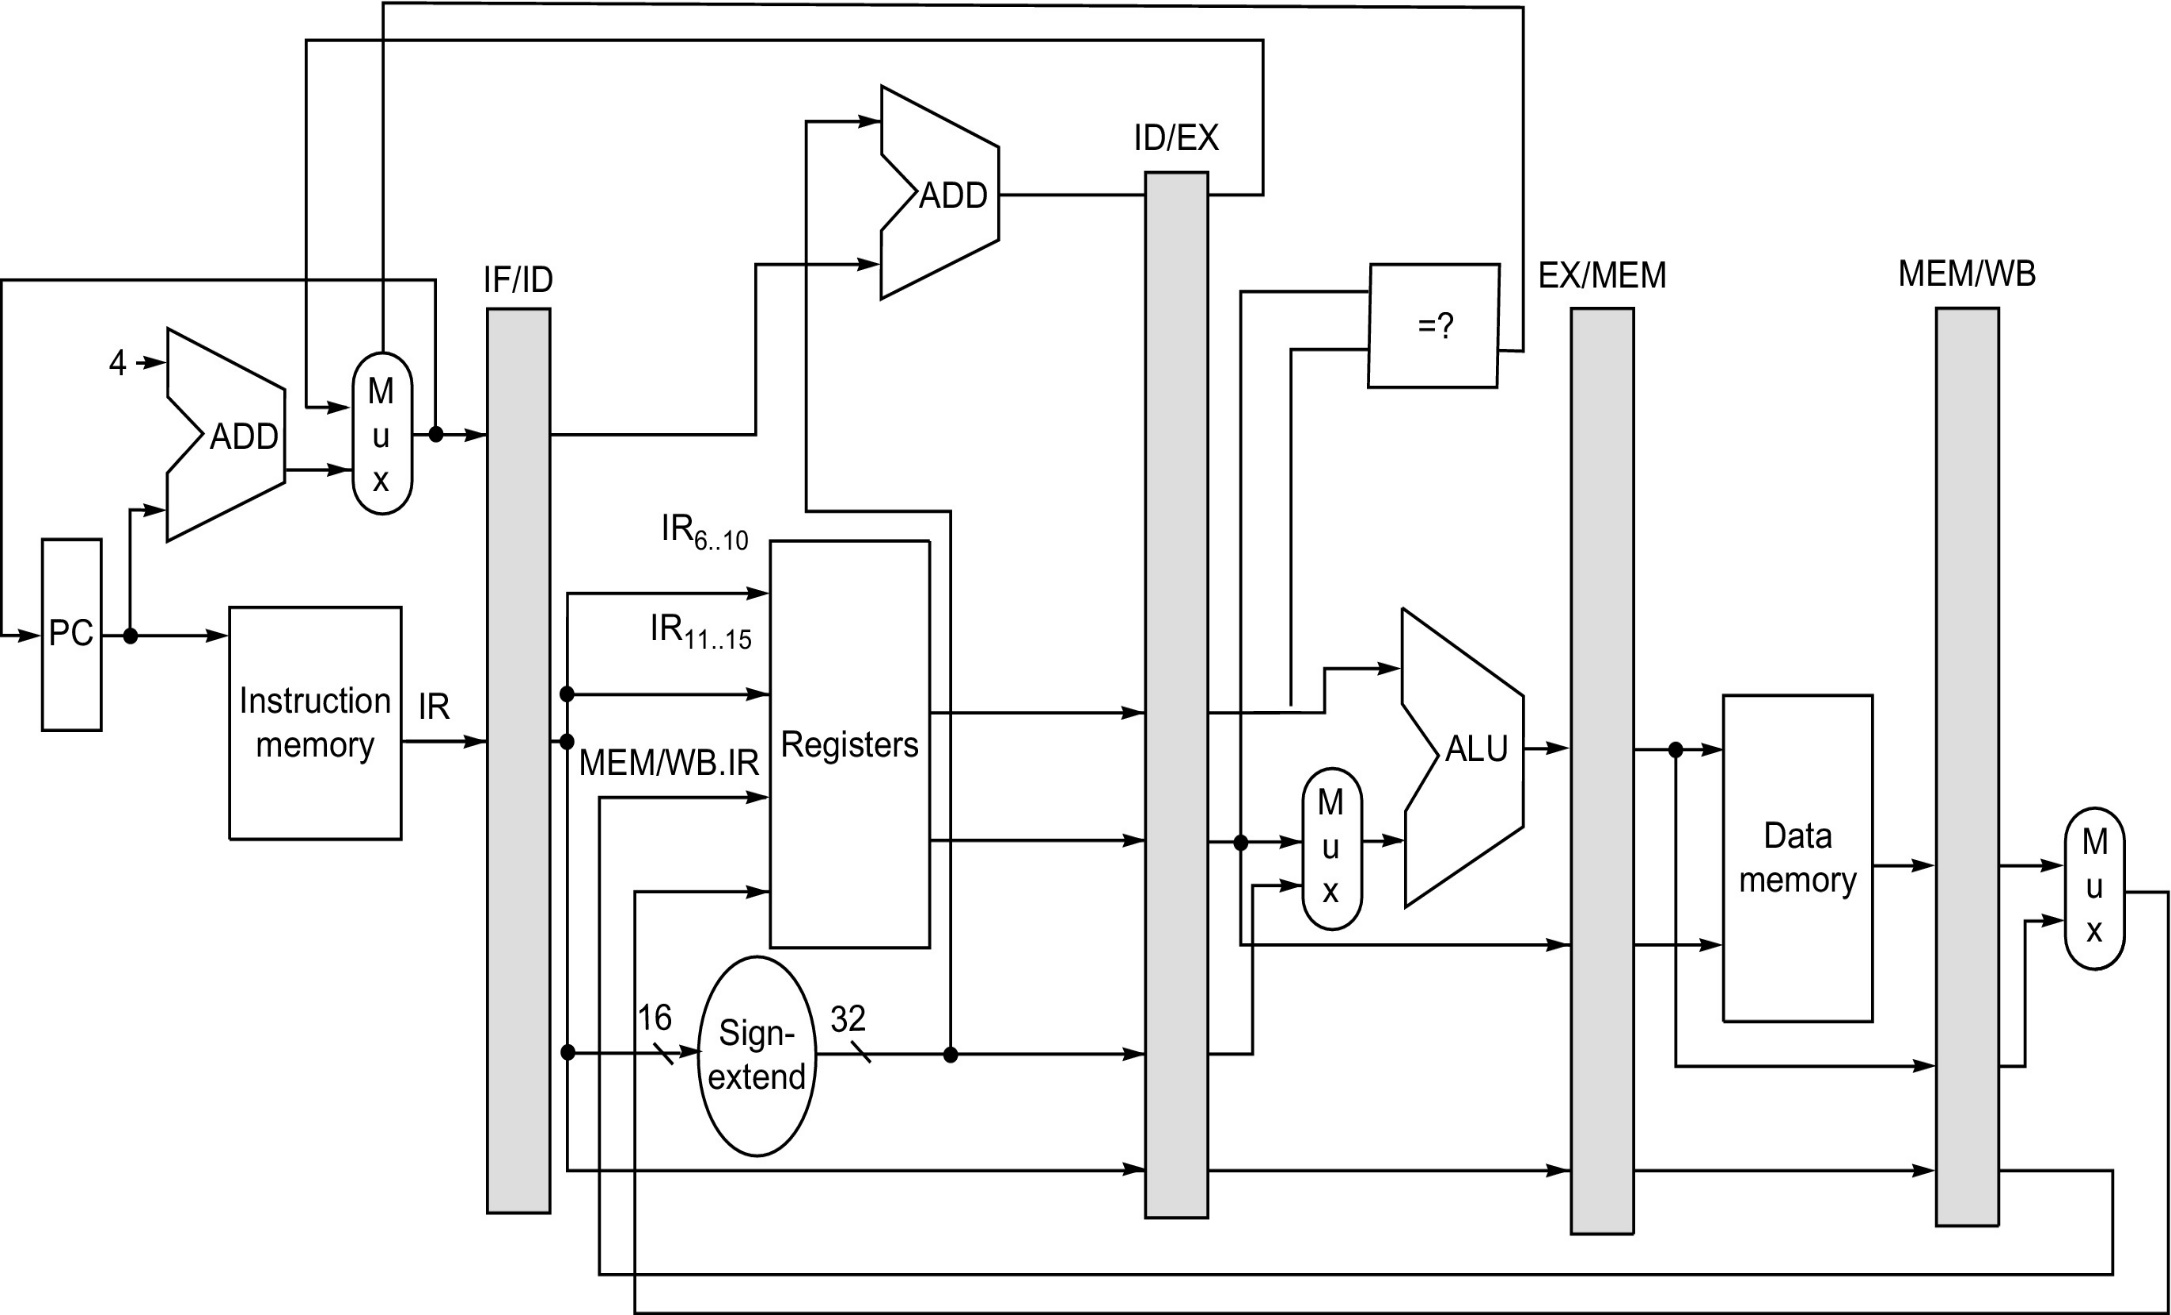 ID/EX
ADD
IF/ID
EX/MEM
MEM/WB
=?
4
ADD
M
u
x
IR6..10
IR11..15
PC
Instruction
memory
IR
MEM/WB.IR
Registers
ALU
M
u
x
Data
memory
M
u
x
16
Sign-
extend
32